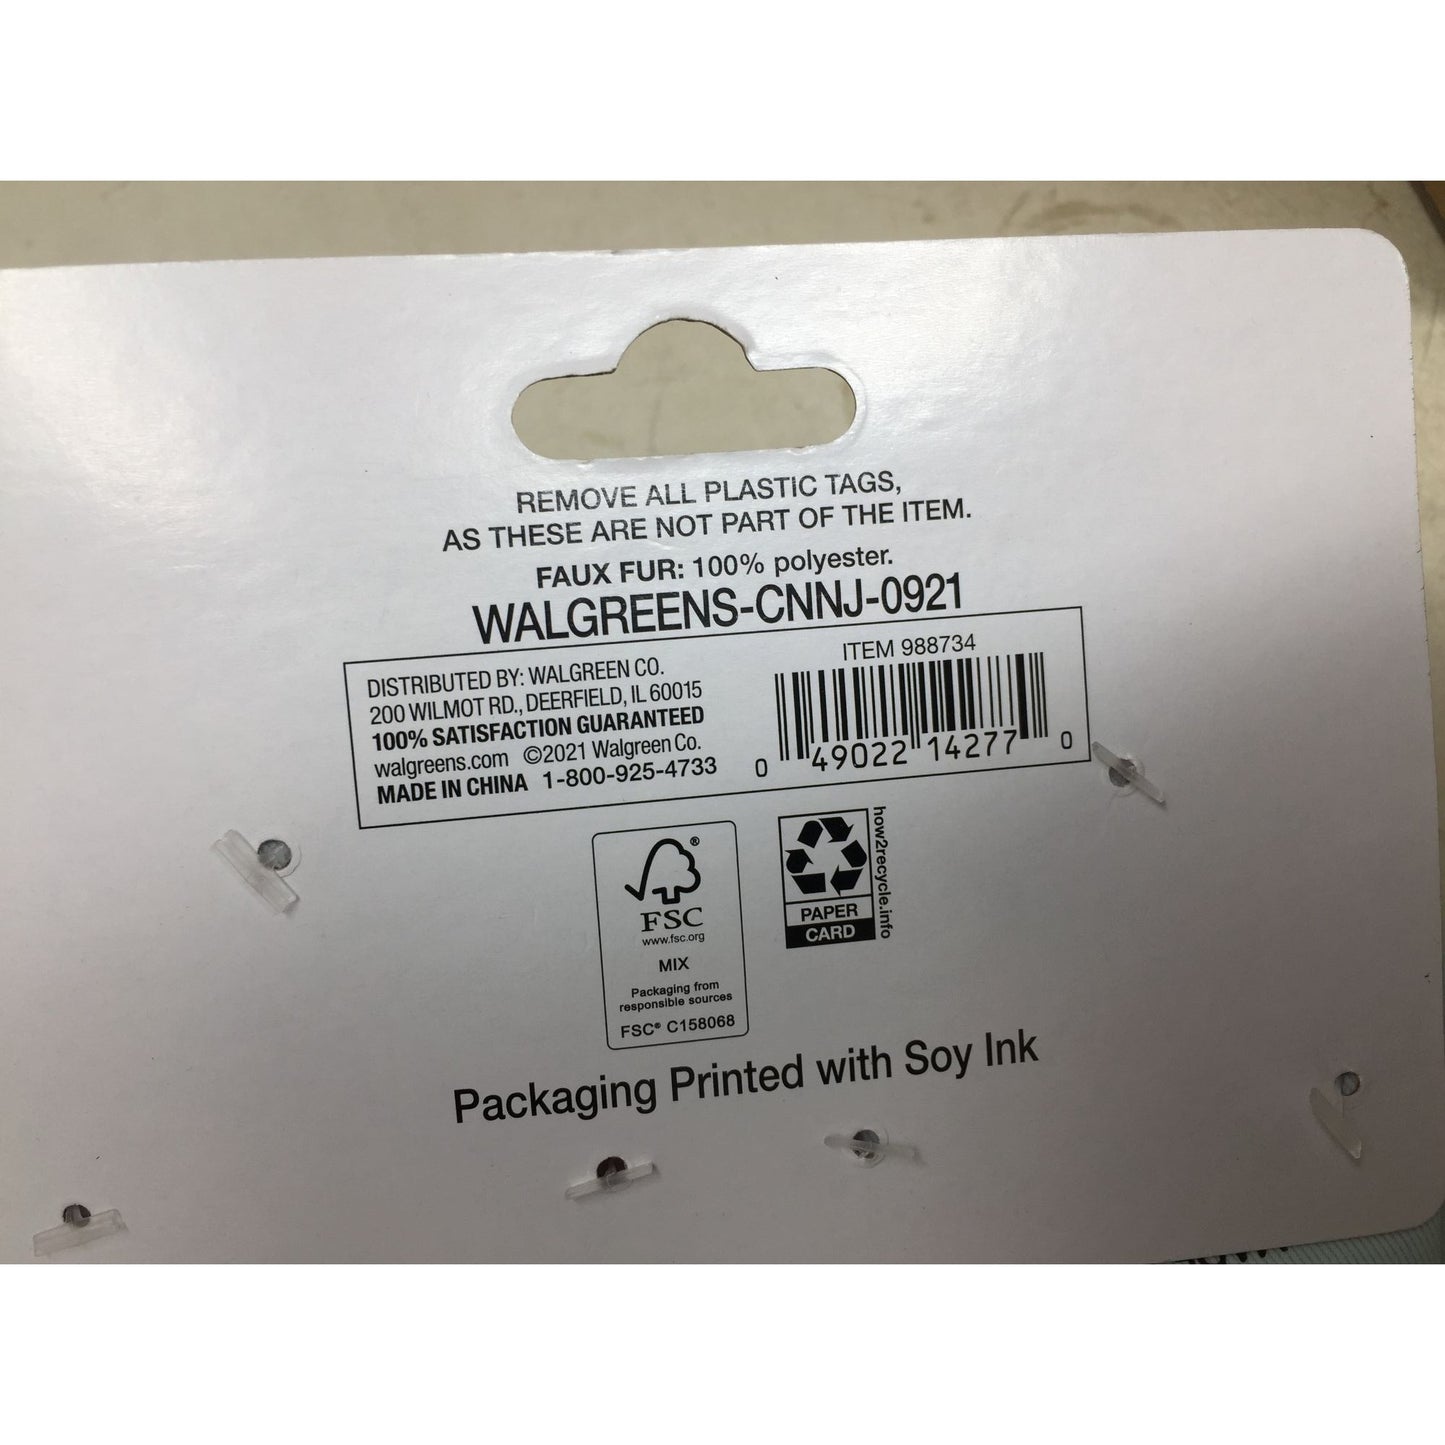 REMOVE ALL PLASTIC TAGS,
AS THESE ARE NOT PART OF THE ITEM.
FAUX FUR: 100% polyester.
WALGREENS-CNNJ-0921
DISTRIBUTED BY: WALGREEN CO.
200 WILMOT RD., DEERFIELD, IL 60015
100% SATISFACTION GUARANTEED
walgreens.com ©2021 Walgreen Co.
MADE IN CHINA 1-800-925-4733
ITEM 988734
0 49022 14277 0
®
FSC
www.fsc.org
MIX
Packaging from
responsible sources
FSC® C158068
how2recycle.info
PAPER
CARD
Packaging Printed with Soy Ink